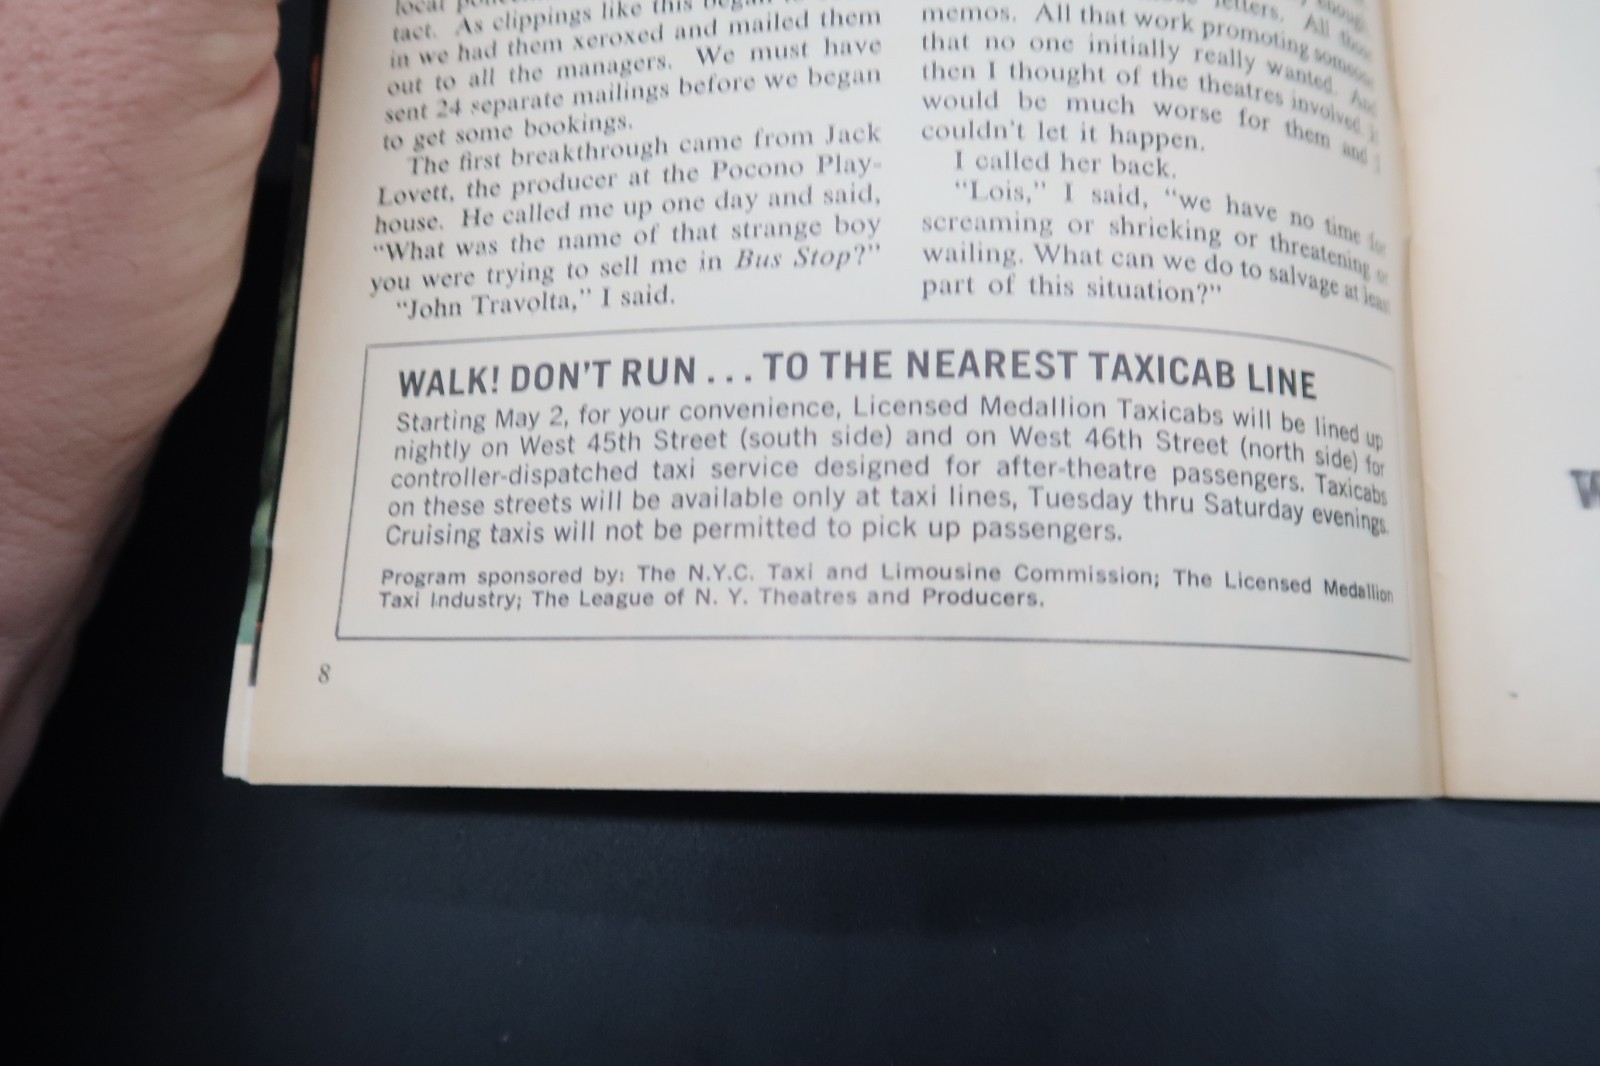 local
tact. As clippings like this began
in we had them xeroxed and mailed them
out to all the managers. We must have
sent 24 separate mailings before we began
to get some bookings.
The first breakthrough came from Jack
Lovett, the producer at the Pocono Play-
house. He called me up one day and said,
“What was the name of that strange boy
you were trying to sell me in Bus Stop?”
“John Travolta,” I said.
letters. All those
memos. All that work promoting someone
that no one initially really wanted. And
then I thought of the theatres involved. It
would be much worse for them and I
couldn't let it happen.
I called her back.
“Lois,” I said, “we have no time for
screaming or shrieking or threatening or
wailing. What can we do to salvage at least
part of this situation?”
WALK! DON'T RUN . . . TO THE NEAREST TAXICAB LINE
Starting May 2, for your convenience, Licensed Medallion Taxicabs will be lined up
nightly on West 45th Street (south side) and on West 46th Street (north side) for
controller-dispatched taxi service designed for after-theatre passengers. Taxicabs
on these streets will be available only at taxi lines, Tuesday thru Saturday evenings.
Cruising taxis will not be permitted to pick up passengers.
Program sponsored by: The N.Y.C. Taxi and Limousine Commission; The Licensed Medallion
Taxi Industry; The League of N. Y. Theatres and Producers.
8